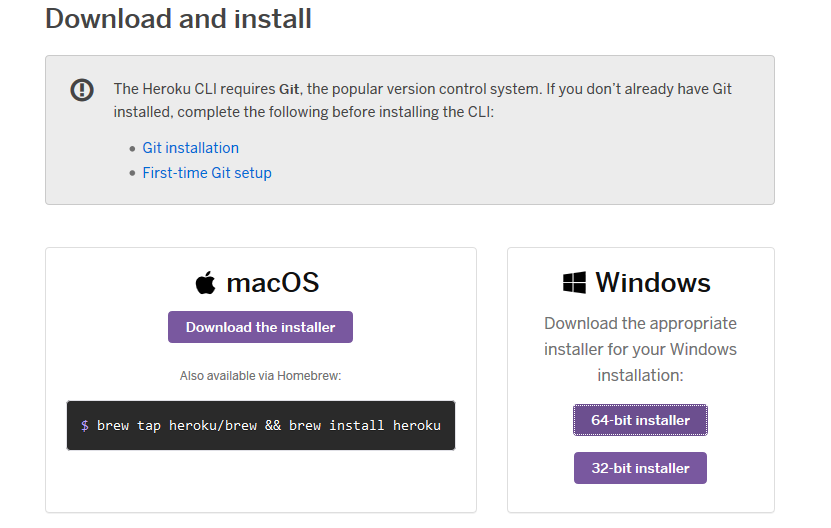 Download and install
The Heroku CLI requires Git, the popular version control system. If you don't already have Git
installed, complete the following before installing the CLI:
• Git installation
• First-time Git setup
macOS
Download the installer
Also available via Homebrew:
$ brew tap heroku/brew && brew install heroku
Windows
Download the appropriate
installer for your Windows
installation:
64-bit installer
32-bit installer